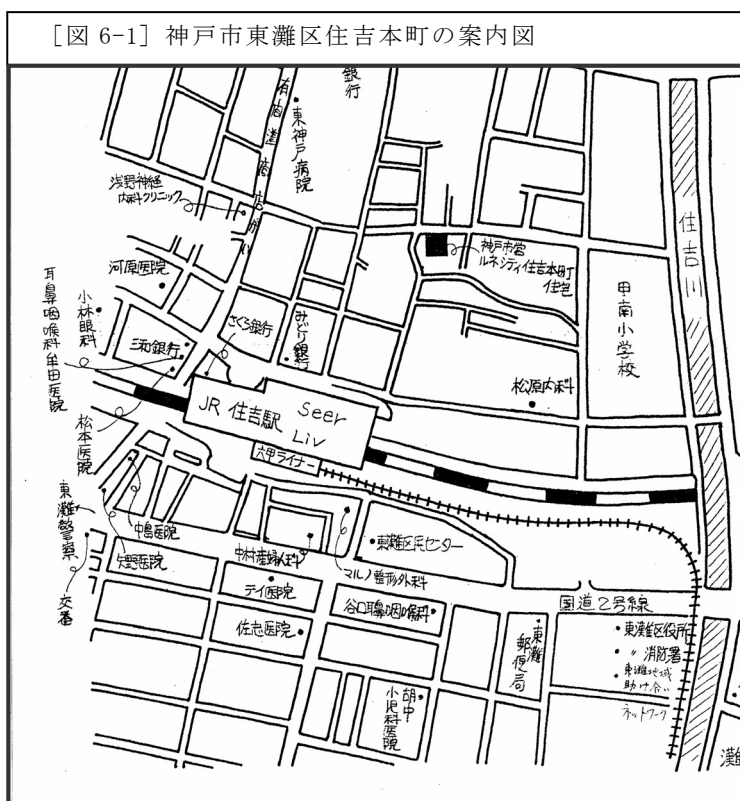 ［図 6-1］神戸市東灘区住吉本町の案内図
銀行
東神戸病院
浅野神経
内科クリニック
住吉川
神戸市営
ルネシティ住吉本町
住宅
甲南小学校
河原医院
耳鼻咽喉科牟田医院
小林眼科
三和銀行
さくら銀行
みどり銀行
松原内科
JR 住吉駅
Seer
Liv
六甲ライナー
松本医院
東灘警察
交番
中島医院
矢野医院
中村産婦人科
マルノ整形外科
東灘区民センター
テイ医院
谷口耳鼻咽喉科
国道2号線
佐志医院
東灘郵便局
東灘区役所
〃 消防署
東灘地域
助け合い
ネットワーク
胡中
小児科医院
灘